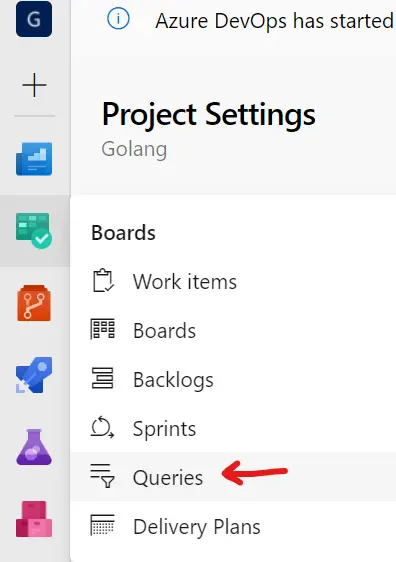 G
Azure DevOps has started
Project Settings
Golang
Boards
Work items
Boards
Backlogs
Sprints
Queries
Delivery Plans